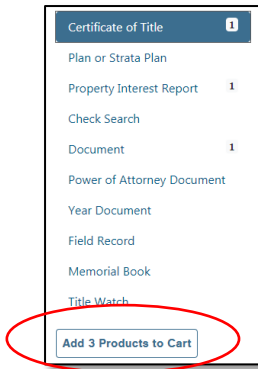 Certificate of Title 1
Plan or Strata Plan
Property Interest Report 1
Check Search
Document 1
Power of Attorney Document
Year Document
Field Record
Memorial Book
Title Watch
Add 3 Products to Cart